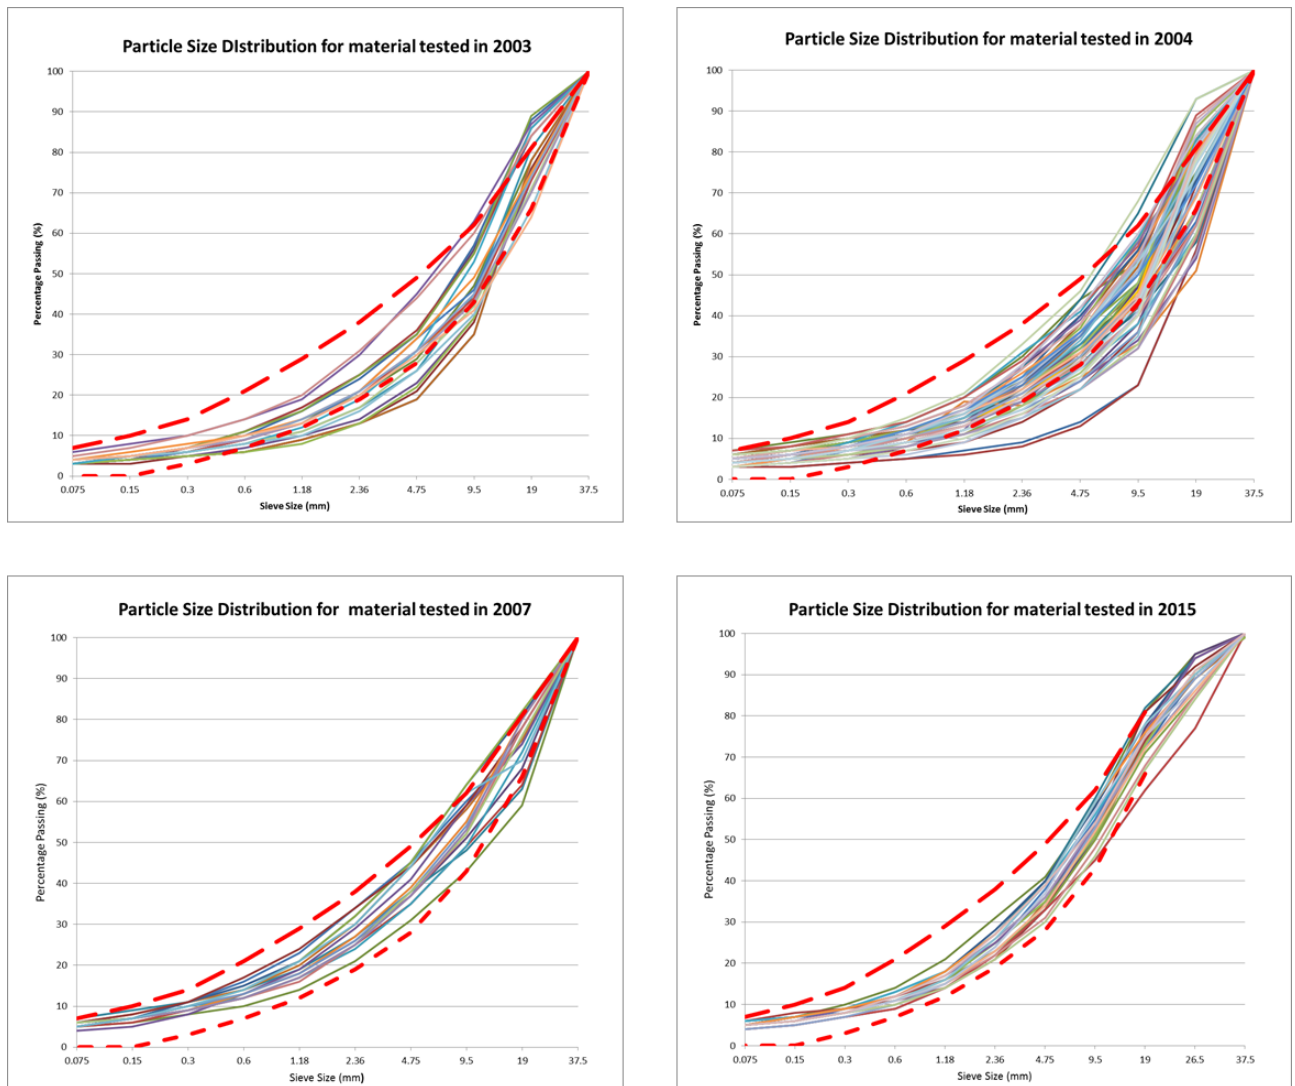 Particle Size DIstribution for material tested in 2003
100
90
80
70
60
50
40
30
20
10
0
Percentage Passing (%)
0.075 0.15 0.3 0.6 1.18 2.36 4.75 9.5 19 37.5
Sieve Size (mm)
Particle Size Distribution for material tested in 2004
100
90
80
70
60
50
40
30
20
10
0
Percentage Passing (%)
0.075 0.15 0.3 0.6 1.18 2.36 4.75 9.5 19 37.5
Sieve Size (mm)
Particle Size Distribution for material tested in 2007
100
90
80
70
60
50
40
30
20
10
0
Percentage Passing (%)
0.075 0.15 0.3 0.6 1.18 2.36 4.75 9.5 19 37.5
Sieve Size (mm)
Particle Size Distribution for material tested in 2015
100
90
80
70
60
50
40
30
20
10
0
Percentage Passing (%)
0.075 0.15 0.3 0.6 1.18 2.36 4.75 9.5 19 26.5 37.5
Sieve Size (mm)